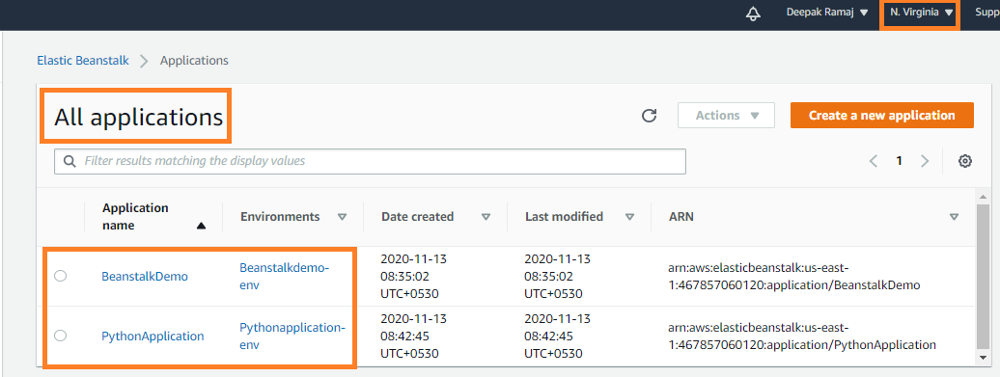 Deepak Ramaj N. Virginia Supp
Elastic Beanstalk Applications
All applications
Actions
Create a new application
Filter results matching the display values
1
Application name
Environments
Date created
Last modified
ARN
BeanstalkDemo
Beanstalkdemo-
env
2020-11-13
08:35:02
UTC+0530
2020-11-13
08:35:02
UTC+0530
arn:aws:elasticbeanstalk:us-east-
1:467857060120:application/BeanstalkDemo
PythonApplication
Pythonapplication-
env
2020-11-13
08:42:45
UTC+0530
2020-11-13
08:42:45
UTC+0530
arn:aws:elasticbeanstalk:us-east-
1:467857060120:application/PythonApplication